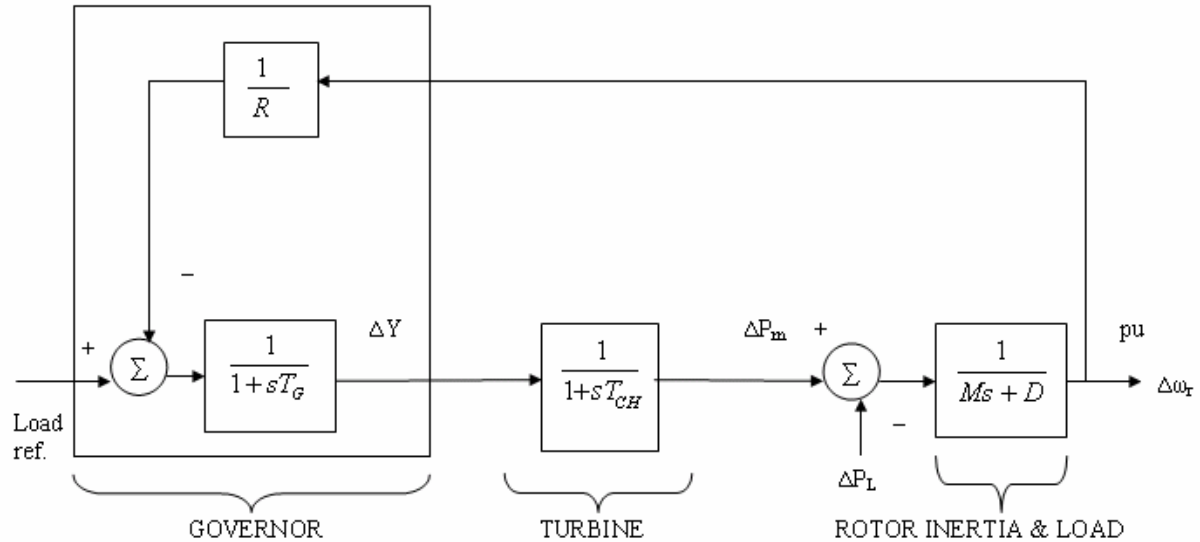 1
R
−
+
Σ
1
1+sT_G
ΔY
1
1+sT_CH
ΔP_m
+
Σ
−
ΔP_L
1
Ms + D
pu
Δω_r
Load
ref.
GOVERNOR
TURBINE
ROTOR INERTIA & LOAD